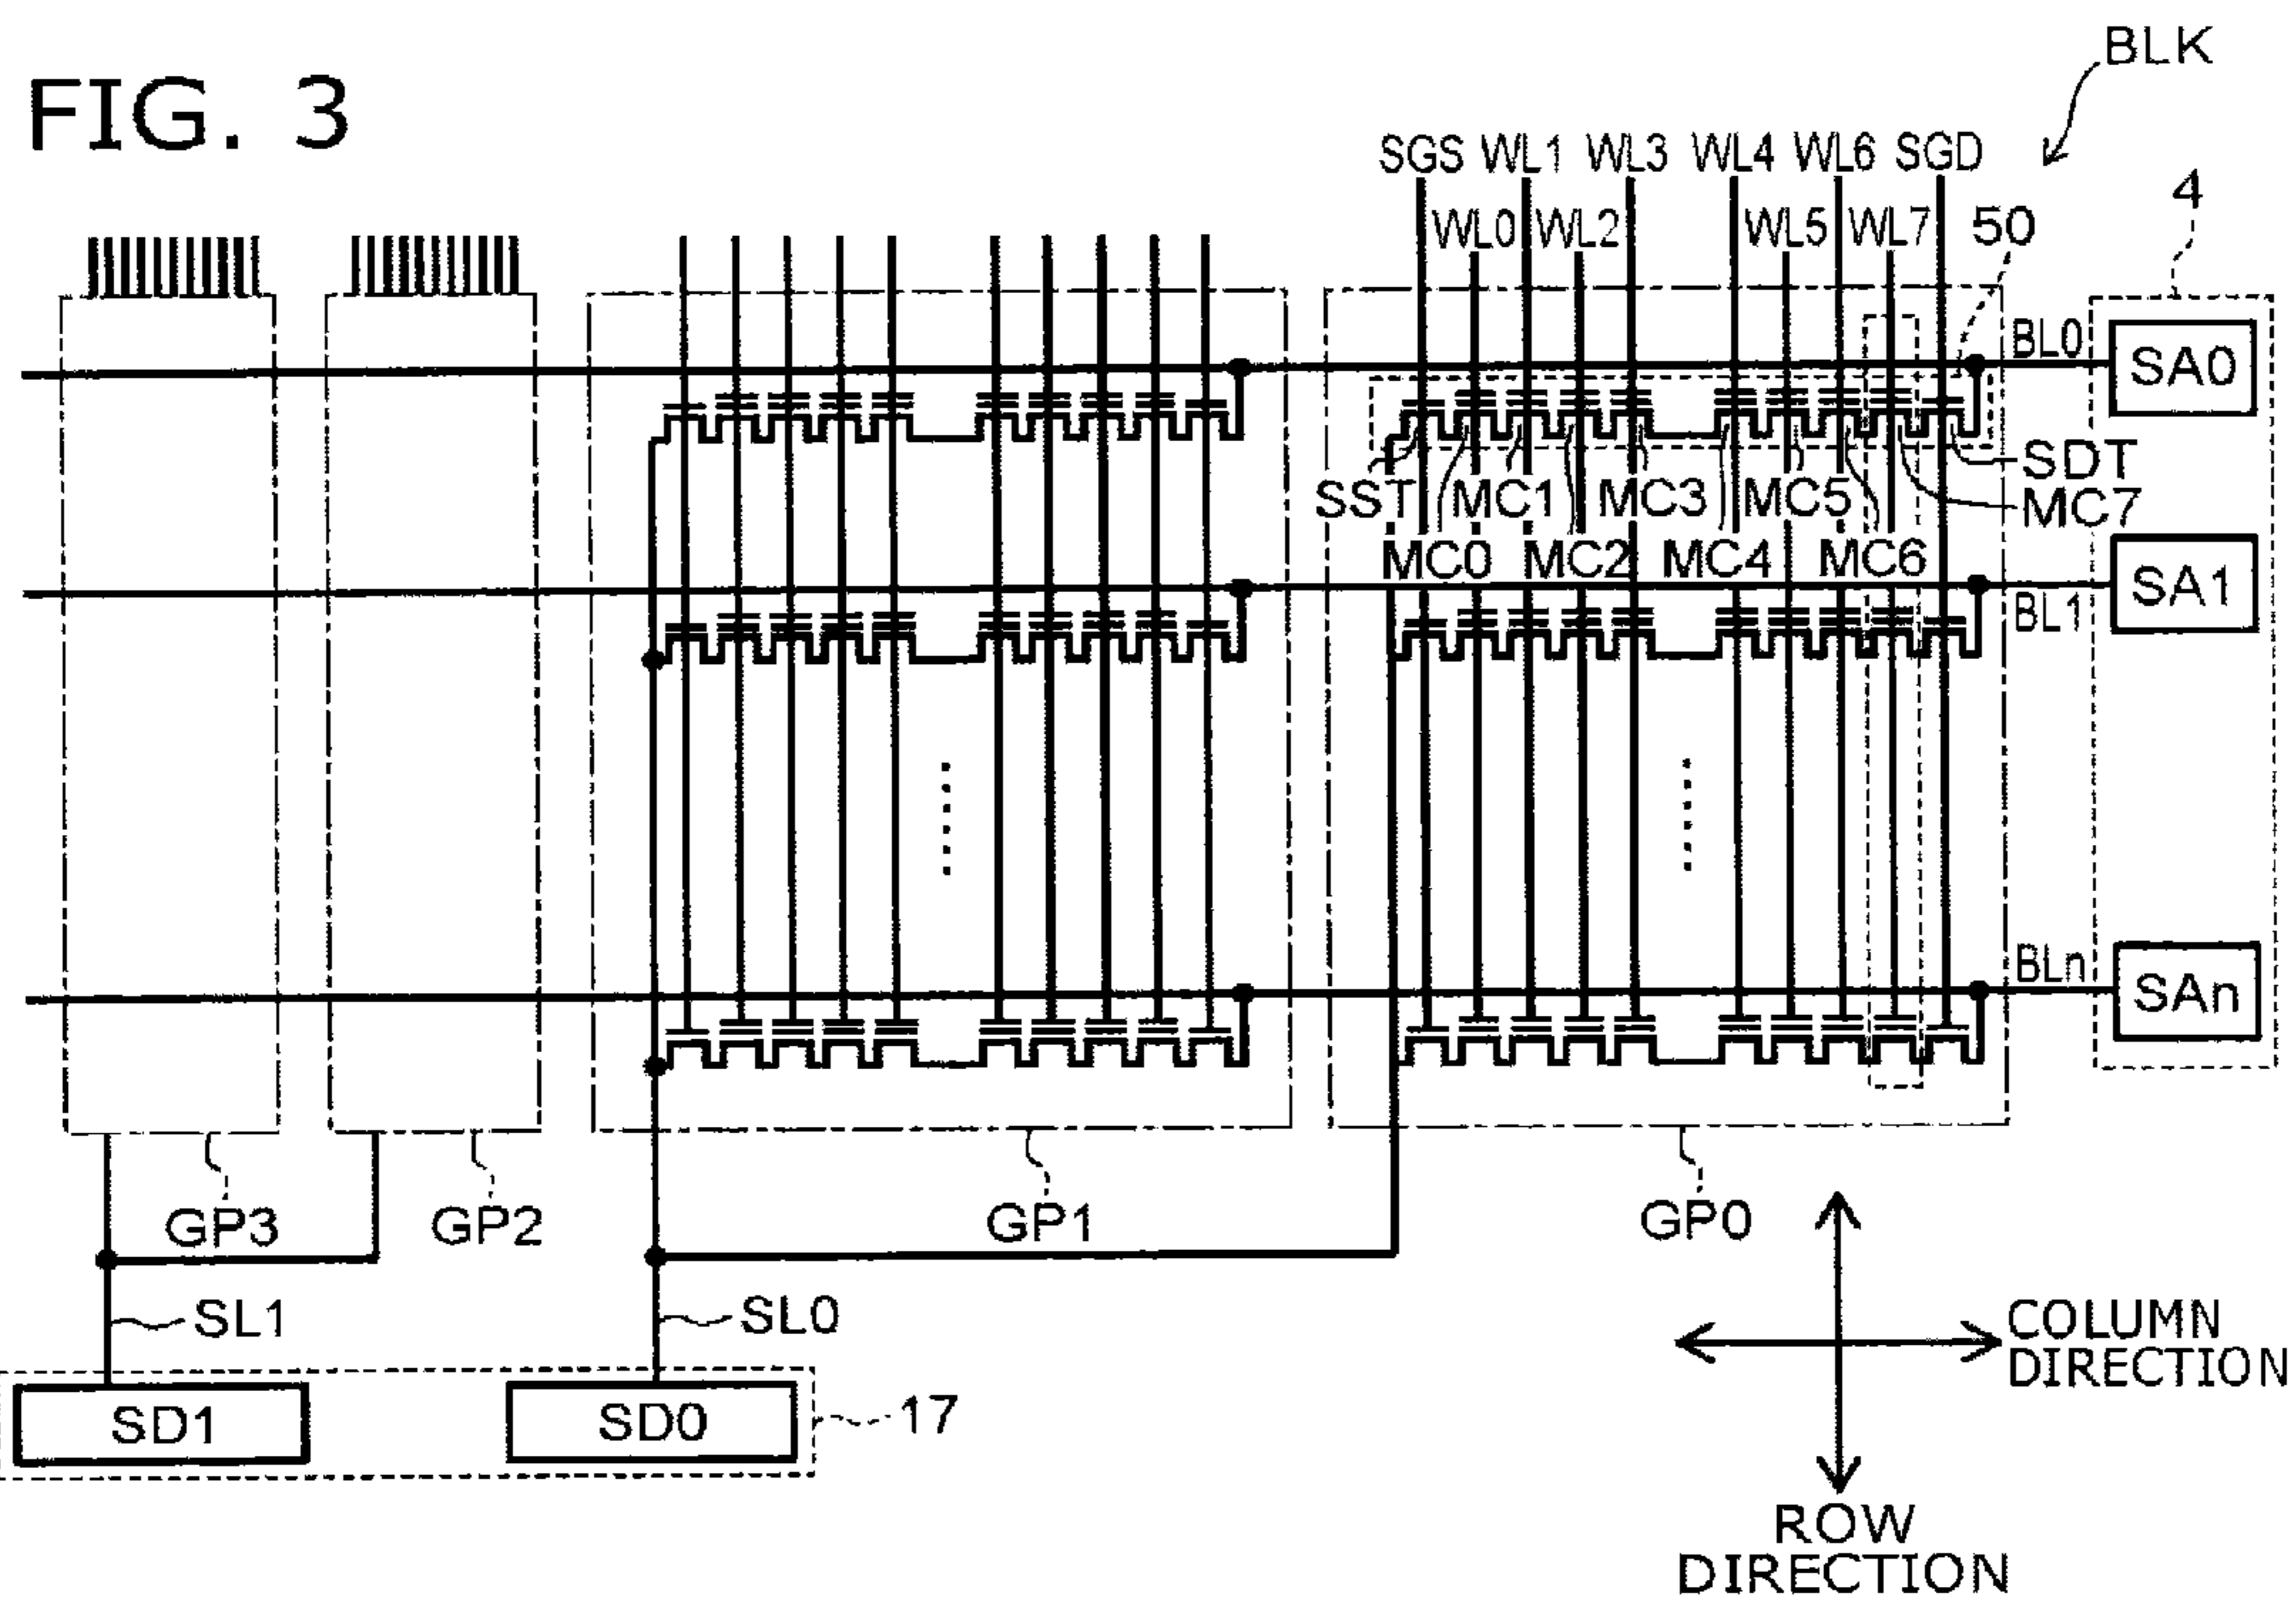 FIG. 3
BLK
SGS WL1 WL3 WL4 WL6 SGD
4
WL0 WL2 WL5 WL7 50
BL0 SA0
SDT
SST MC1 MC3 MC5 MC7
MC0 MC2 MC4 MC6
BL1 SA1
BLn SAn
GP3 GP2 GP1 GP0
SL1 SL0
COLUMN
DIRECTION
SD1 SD0 17
ROW
DIRECTION